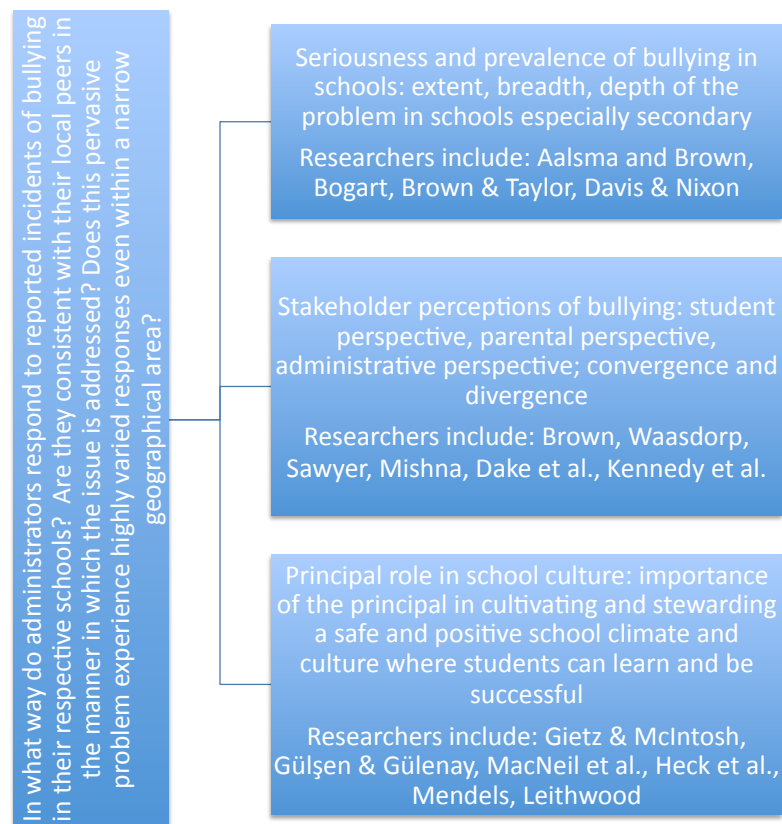 In what way do administrators respond to reported incidents of bullying
in their respective schools?  Are they consistent with their local peers in
the manner in which the issue is addressed? Does this pervasive
problem experience highly varied responses even within a narrow
geographical area?
Seriousness and prevalence of bullying in
schools: extent, breadth, depth of the
problem in schools especially secondary
Researchers include: Aalsma and Brown,
Bogart, Brown & Taylor, Davis & Nixon
Stakeholder perceptions of bullying: student
perspective, parental perspective,
administrative perspective; convergence and
divergence
Researchers include: Brown, Waasdorp,
Sawyer, Mishna, Dake et al., Kennedy et al.
Principal role in school culture: importance
of the principal in cultivating and stewarding
a safe and positive school climate and
culture where students can learn and be
successful
Researchers include: Gietz & McIntosh,
Gülşen & Gülenay, MacNeil et al., Heck et al.,
Mendels, Leithwood